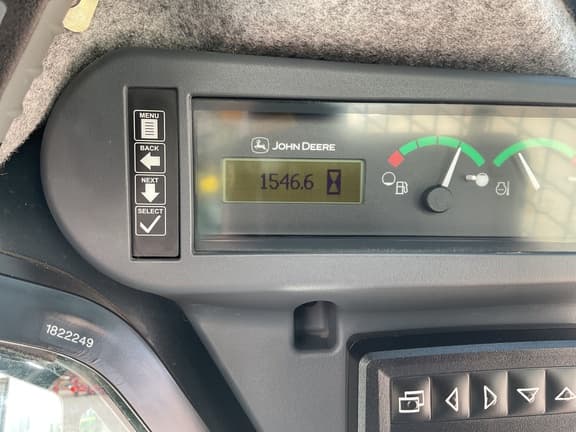 MENU
BACK
NEXT
SELECT
JOHN DEERE
1546.6
1822249